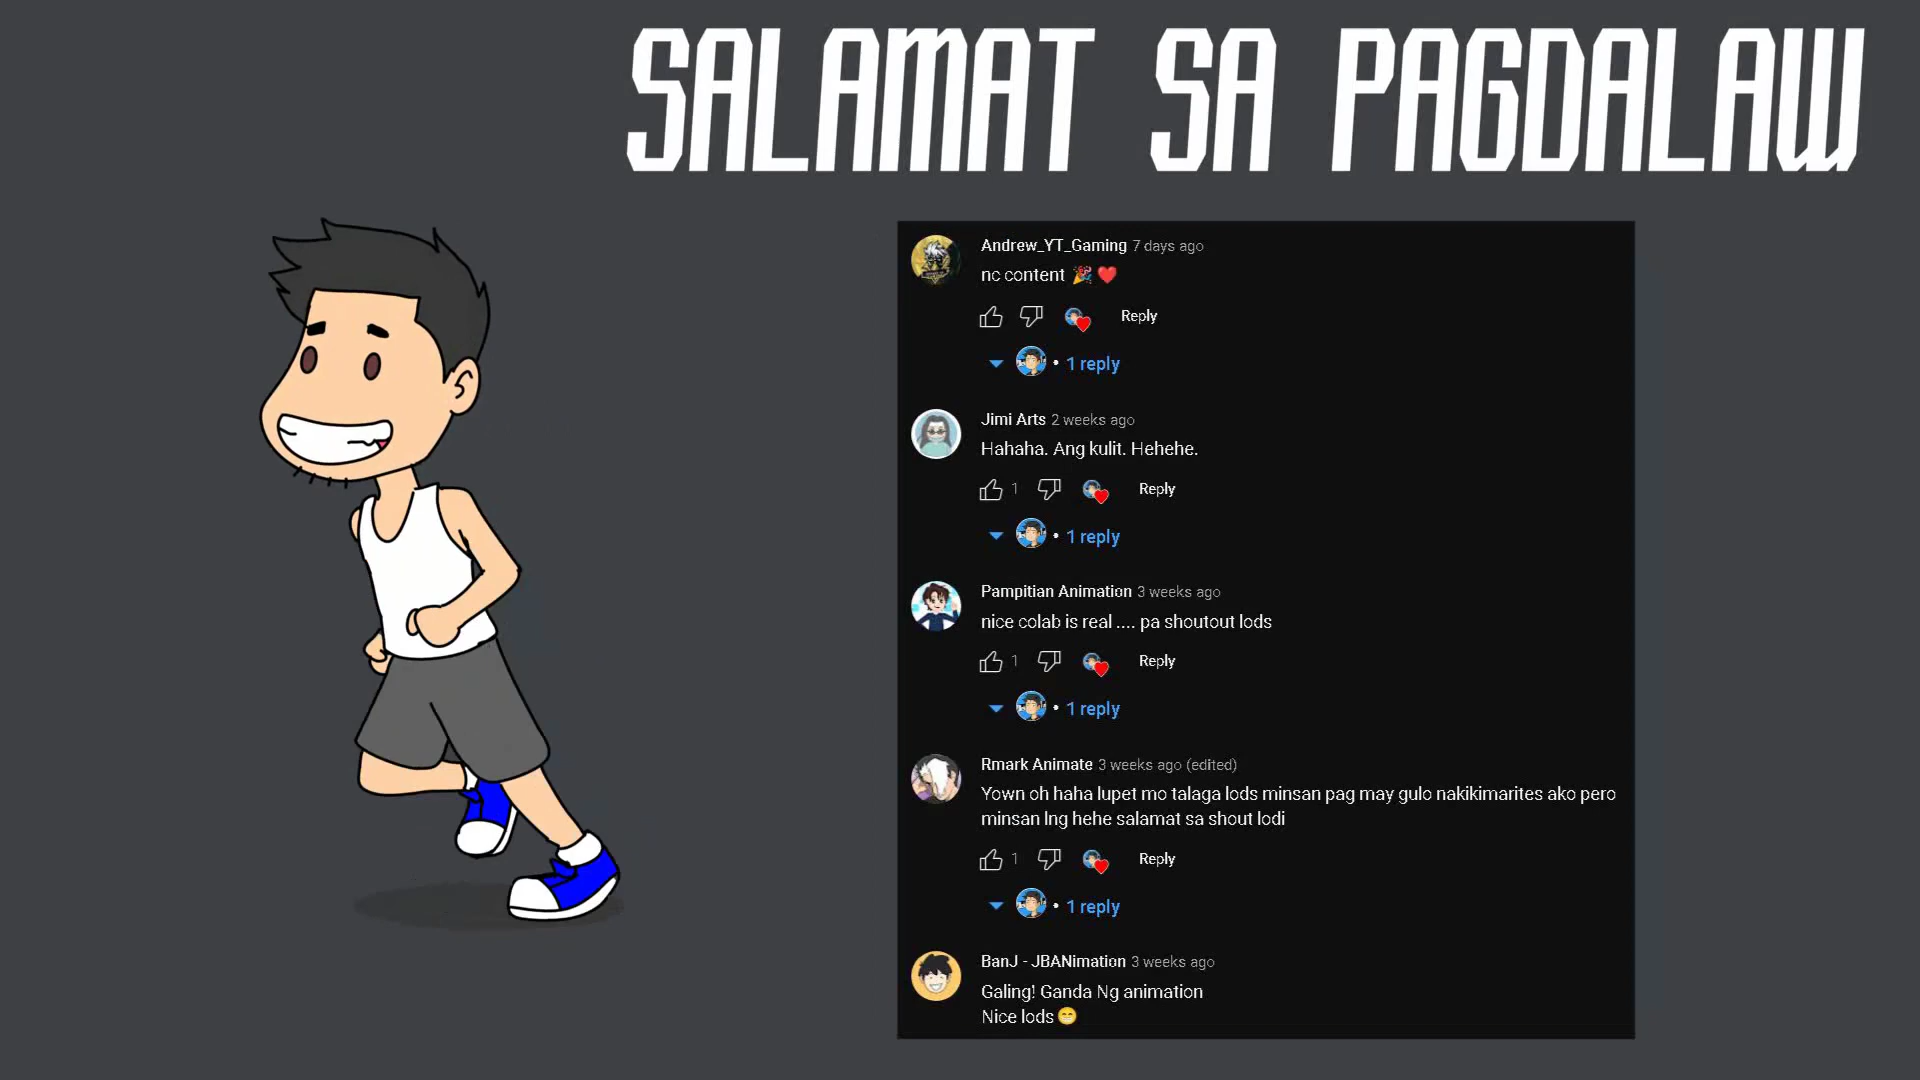 SALAMAT SA PAGDALAW
Andrew_YT_Gaming 7 days ago
nc content 🎉❤️
Reply
• 1 reply
Jimi Arts 2 weeks ago
Hahaha. Ang kulit. Hehehe.
1 Reply
• 1 reply
Pampitian Animation 3 weeks ago
nice colab is real .... pa shoutout lods
1 Reply
• 1 reply
Rmark Animate 3 weeks ago (edited)
Yown oh haha lupet mo talaga lods minsan pag may gulo nakikimarites ako pero
minsan lng hehe salamat sa shout lodi
1 Reply
• 1 reply
BanJ - JBANimation 3 weeks ago
Galing! Ganda Ng animation
Nice lods😁